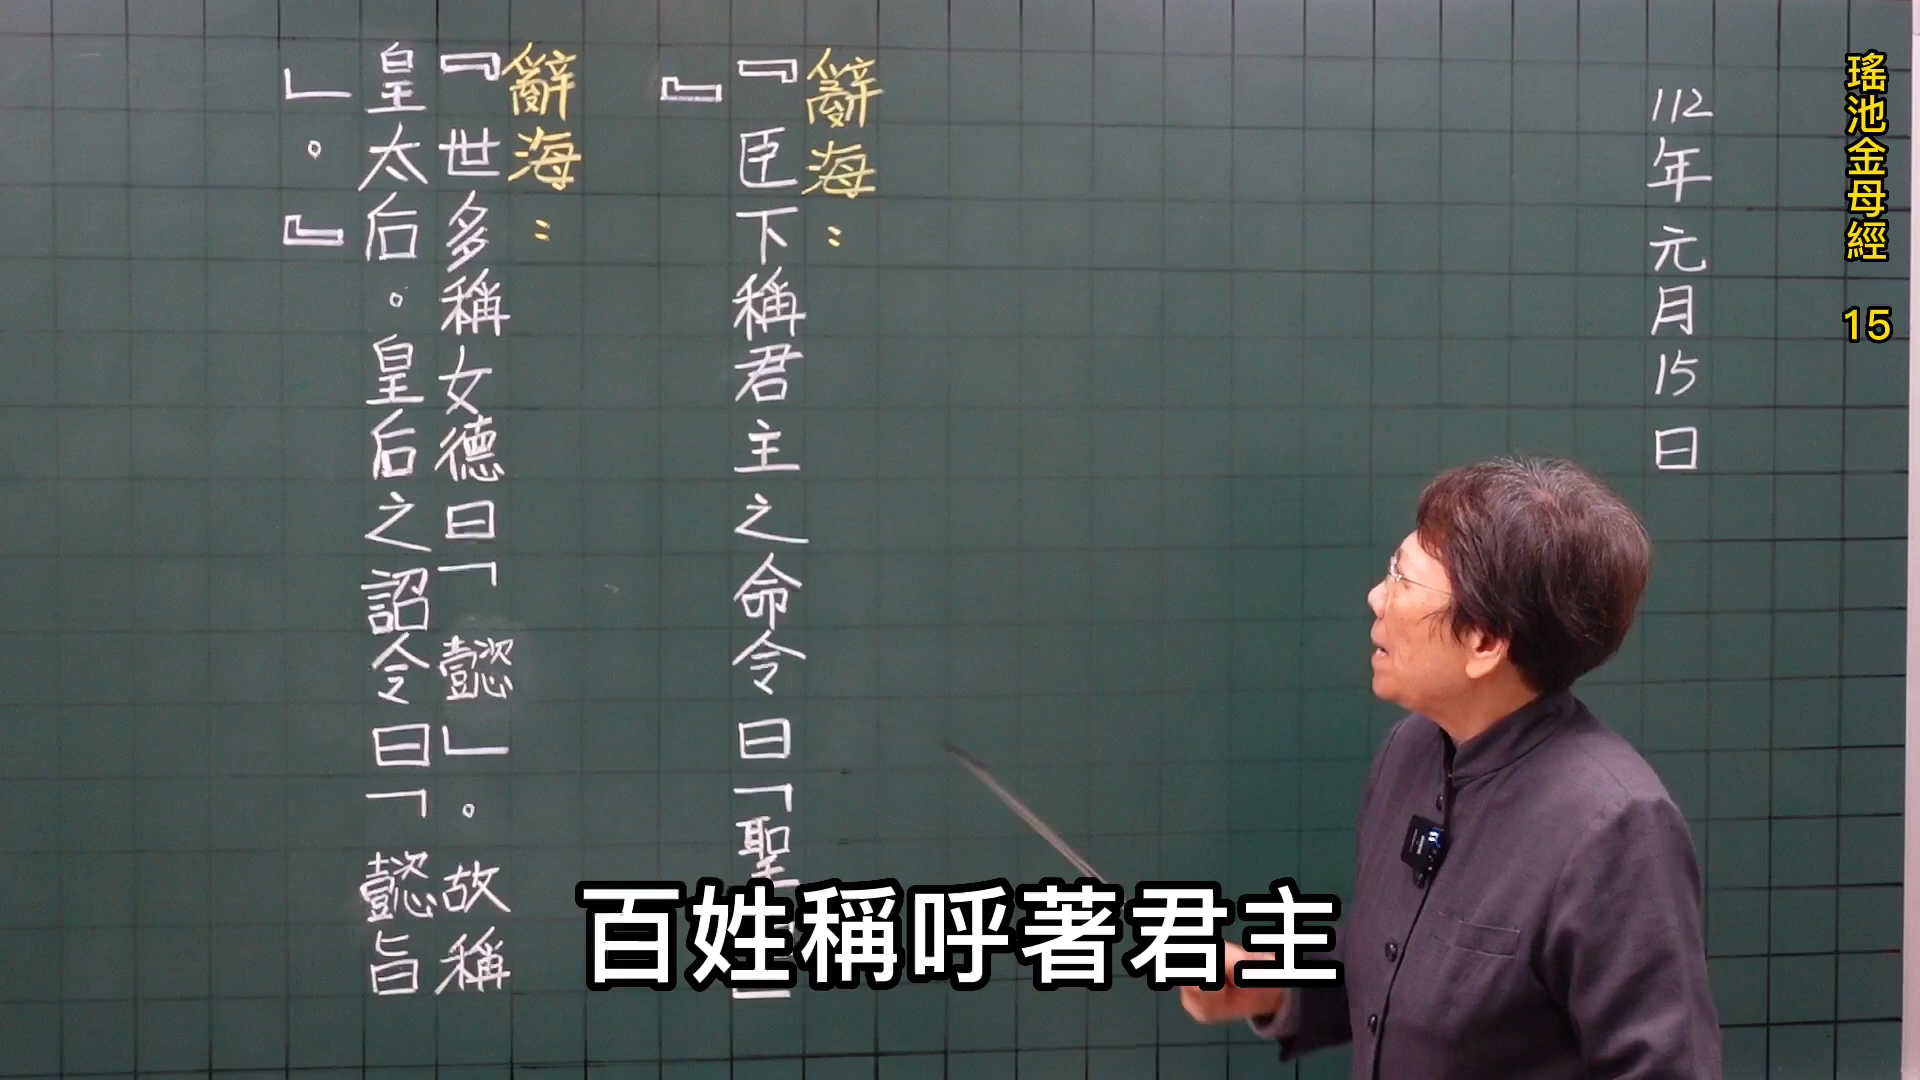 瑤池金母經 15
112年元月15日
辭海：
『臣下稱君主之命令曰「聖
』
辭海：
『世多稱女德曰「懿」。故稱
皇太后。皇后之詔令曰「懿旨
」。』
百姓稱呼著君主